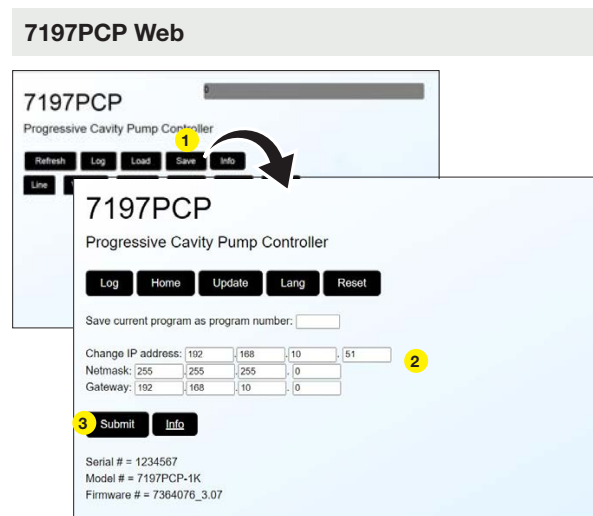 7197PCP Web
0
7197PCP
Progressive Cavity Pump Controller
1
Refresh Log Load Save Info
Line
7197PCP
Progressive Cavity Pump Controller
Log Home Update Lang Reset
Save current program as program number:
Change IP address: 192 . 168 . 10 . 51
2
Netmask: 255 . 255 . 255 . 0
Gateway: 192 . 168 . 10 . 0
3 Submit Info
Serial # = 1234567
Model # = 7197PCP-1K
Firmware # = 7364076_3.07